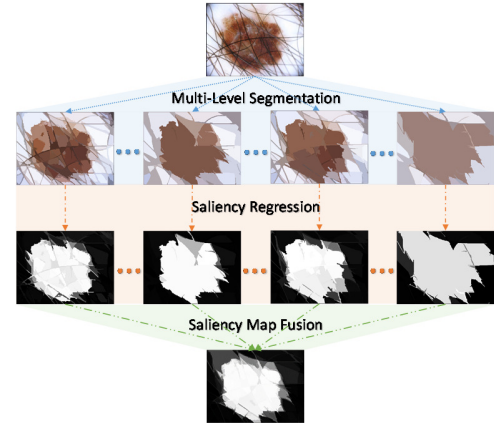 Multi-Level Segmentation
Saliency Regression
Saliency Map Fusion